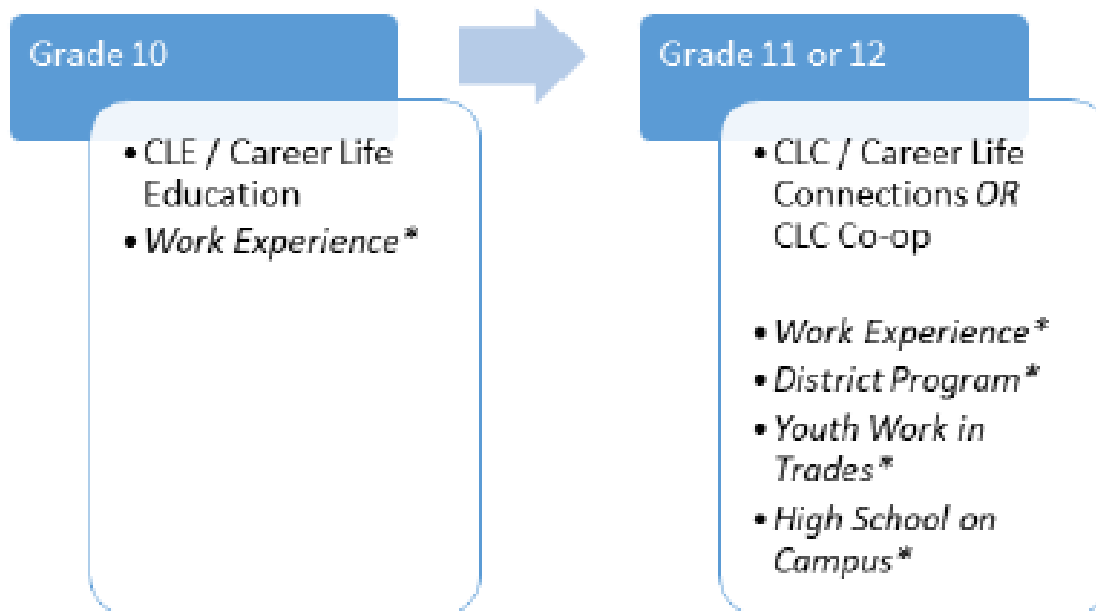 Grade 10
• CLE / Career Life
Education
• Work Experience*
Grade 11 or 12
• CLC / Career Life
Connections OR
CLC Co-op
• Work Experience*
• District Program*
• Youth Work in
Trades*
• High School on
Campus*